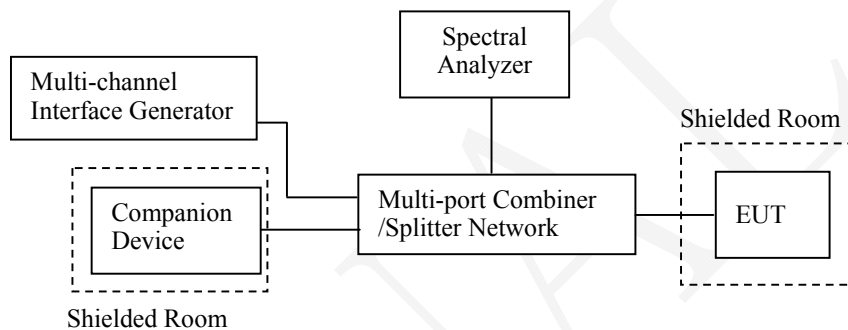 Spectral
Analyzer
Multi-channel
Interface Generator
Shielded Room
Companion
Device
Multi-port Combiner
/Splitter Network
EUT
Shielded Room